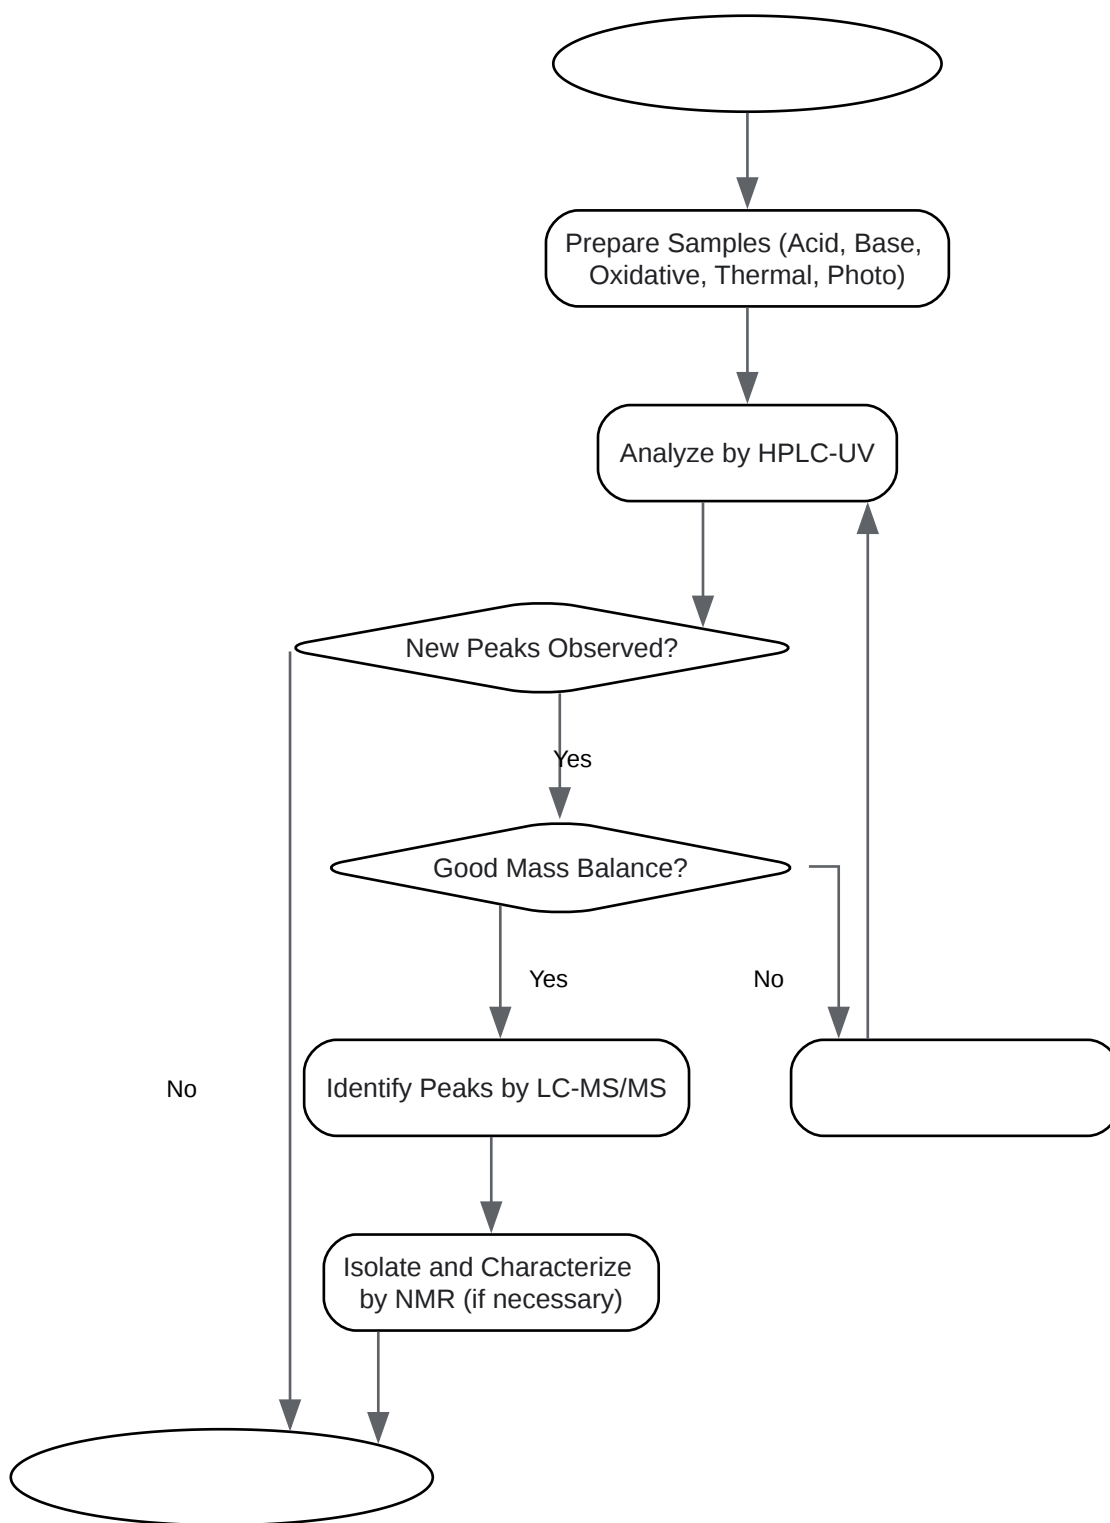 Prepare Samples (Acid, Base,
Oxidative, Thermal, Photo)
Analyze by HPLC-UV
New Peaks Observed?
Yes
Good Mass Balance?
Yes
No
Identify Peaks by LC-MS/MS
No
Isolate and Characterize
by NMR (if necessary)